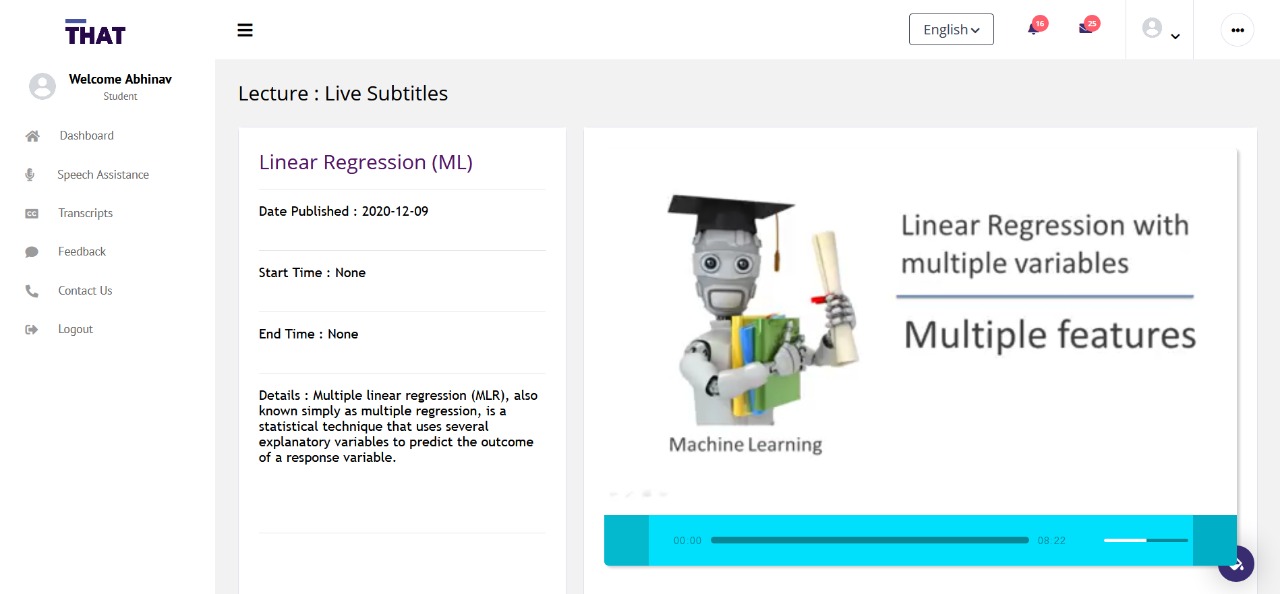 THAT
English
16
25
Welcome Abhinav
Student
Dashboard
Speech Assistance
Transcripts
Feedback
Contact Us
Logout
Lecture : Live Subtitles
Linear Regression (ML)
Date Published : 2020-12-09
Start Time : None
End Time : None
Details : Multiple linear regression (MLR), also
known simply as multiple regression, is a
statistical technique that uses several
explanatory variables to predict the outcome
of a response variable.
Linear Regression with
multiple variables
Multiple features
Machine Learning
00:00
08:22